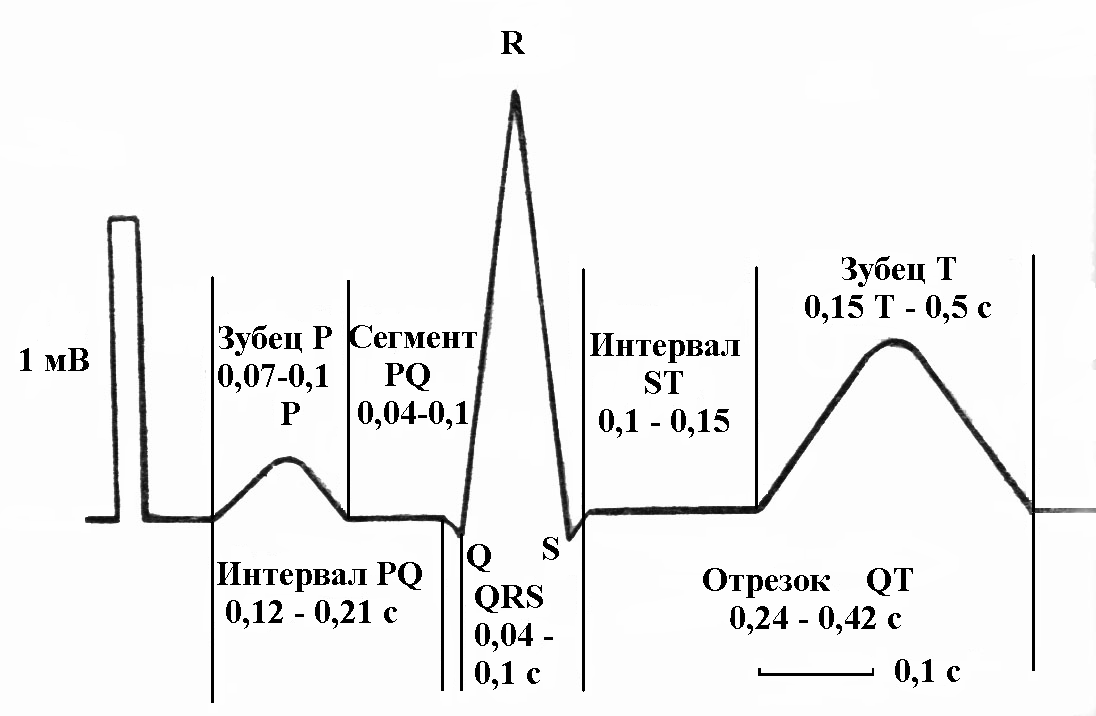 R
1 мВ
Зубец P
0,07-0,1
P
Сегмент
PQ
0,04-0,1
Интервал
ST
0,1 - 0,15
Зубец T
0,15 T - 0,5 с
Интервал PQ
0,12 - 0,21 с
Q
S
QRS
0,04 -
0,1 с
Отрезок QT
0,24 - 0,42 с
0,1 с